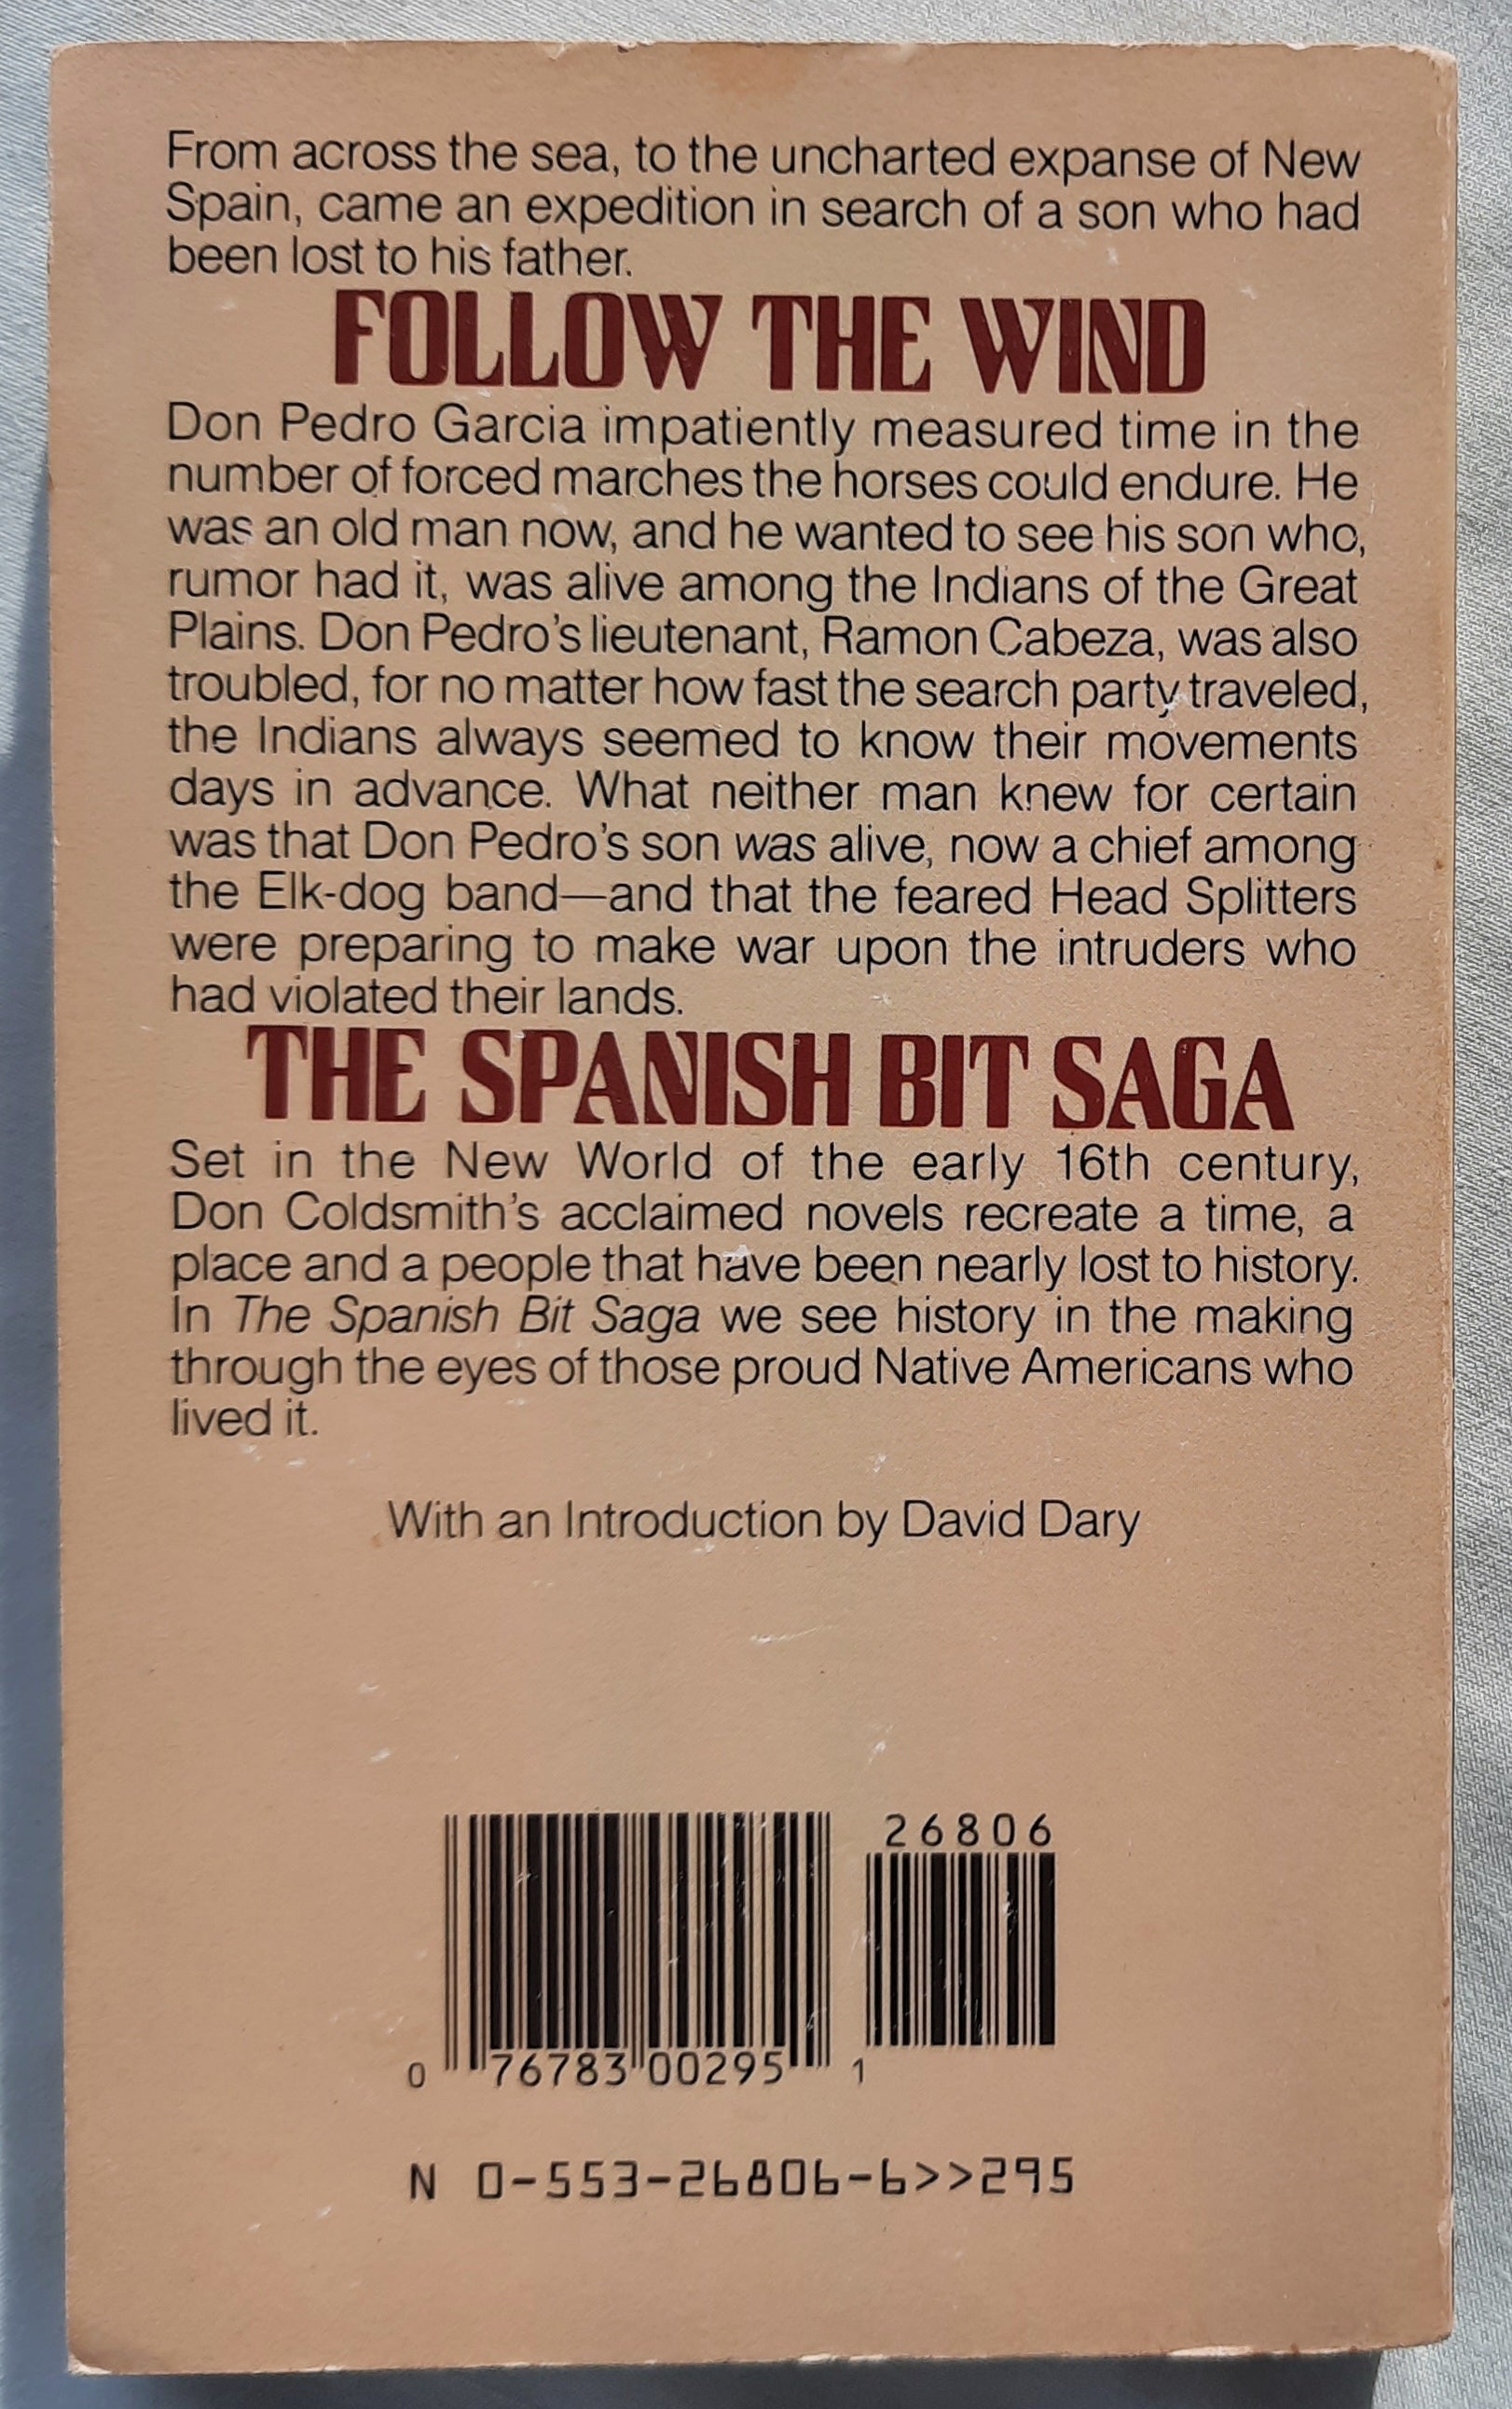 From across the sea, to the uncharted expanse of New
Spain, came an expedition in search of a son who had
been lost to his father.
FOLLOW THE WIND
Don Pedro Garcia impatiently measured time in the
number of forced marches the horses could endure. He
was an old man now, and he wanted to see his son who,
rumor had it, was alive among the Indians of the Great
Plains. Don Pedro's lieutenant, Ramon Cabeza, was also
troubled, for no matter how fast the search party traveled,
the Indians always seemed to know their movements
days in advance. What neither man knew for certain
was that Don Pedro's son was alive, now a chief among
the Elk-dog band—and that the feared Head Splitters
were preparing to make war upon the intruders who
had violated their lands.
THE SPANISH BIT SAGA
Set in the New World of the early 16th century,
Don Coldsmith's acclaimed novels recreate a time, a
place and a people that have been nearly lost to history.
In The Spanish Bit Saga we see history in the making
through the eyes of those proud Native Americans who
lived it.
With an Introduction by David Dary
26806
0 76783 00295 1
N 0-553-26806-6>>295